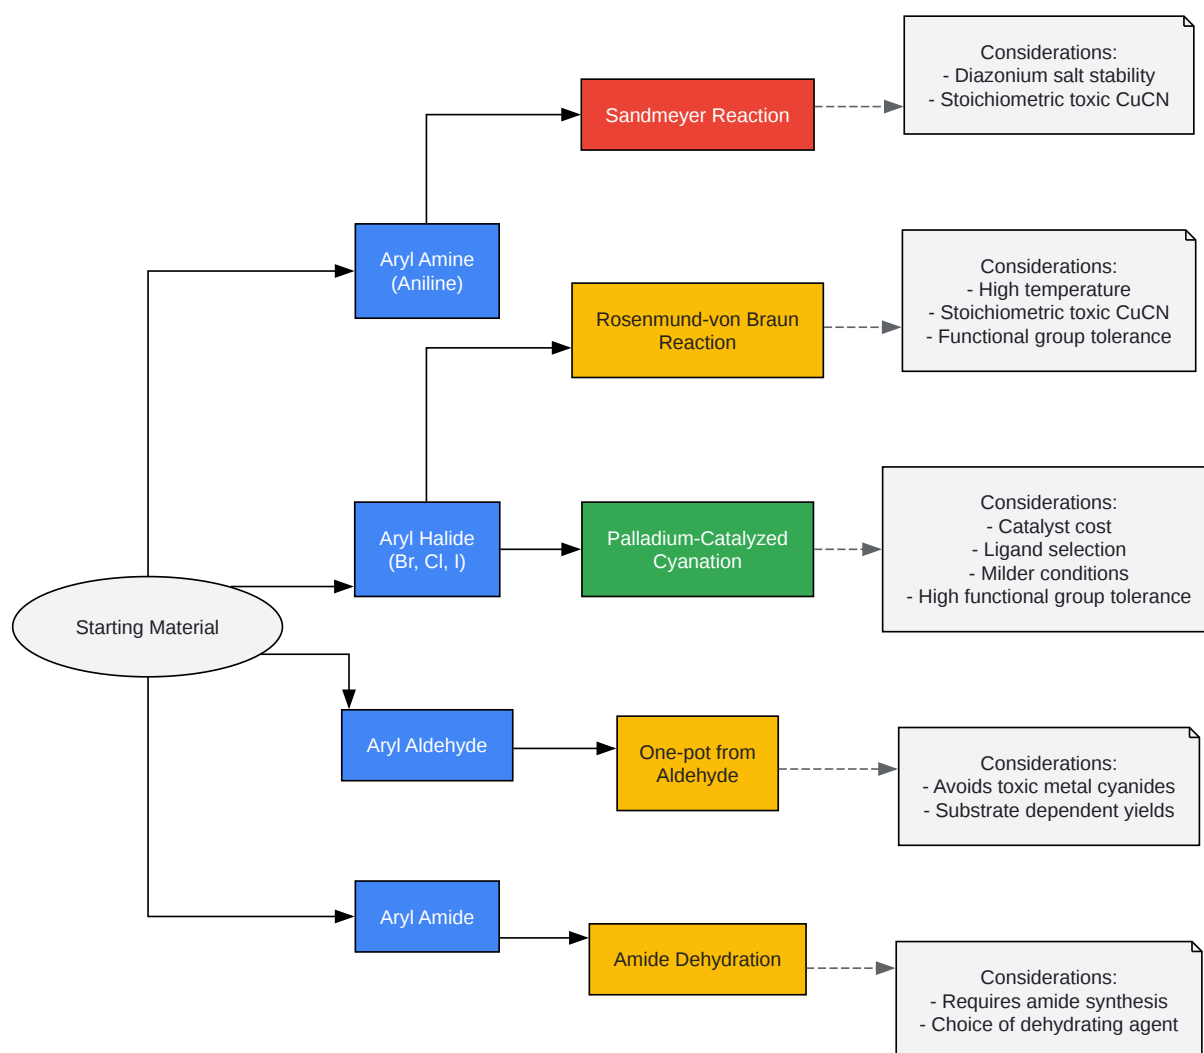 Considerations:
- Diazonium salt stability
- Stoichiometric toxic CuCN
Sandmeyer Reaction
Aryl Amine
(Aniline)
Considerations:
- High temperature
- Stoichiometric toxic CuCN
- Functional group tolerance
Rosenmund-von Braun
Reaction
Aryl Halide
(Br, Cl, I)
Palladium-Catalyzed
Cyanation
Considerations:
- Catalyst cost
- Ligand selection
- Milder conditions
- High functional group tolerance
Starting Material
Aryl Aldehyde
One-pot from
Aldehyde
Considerations:
- Avoids toxic metal cyanides
- Substrate dependent yields
Aryl Amide
Amide Dehydration
Considerations:
- Requires amide synthesis
- Choice of dehydrating agent